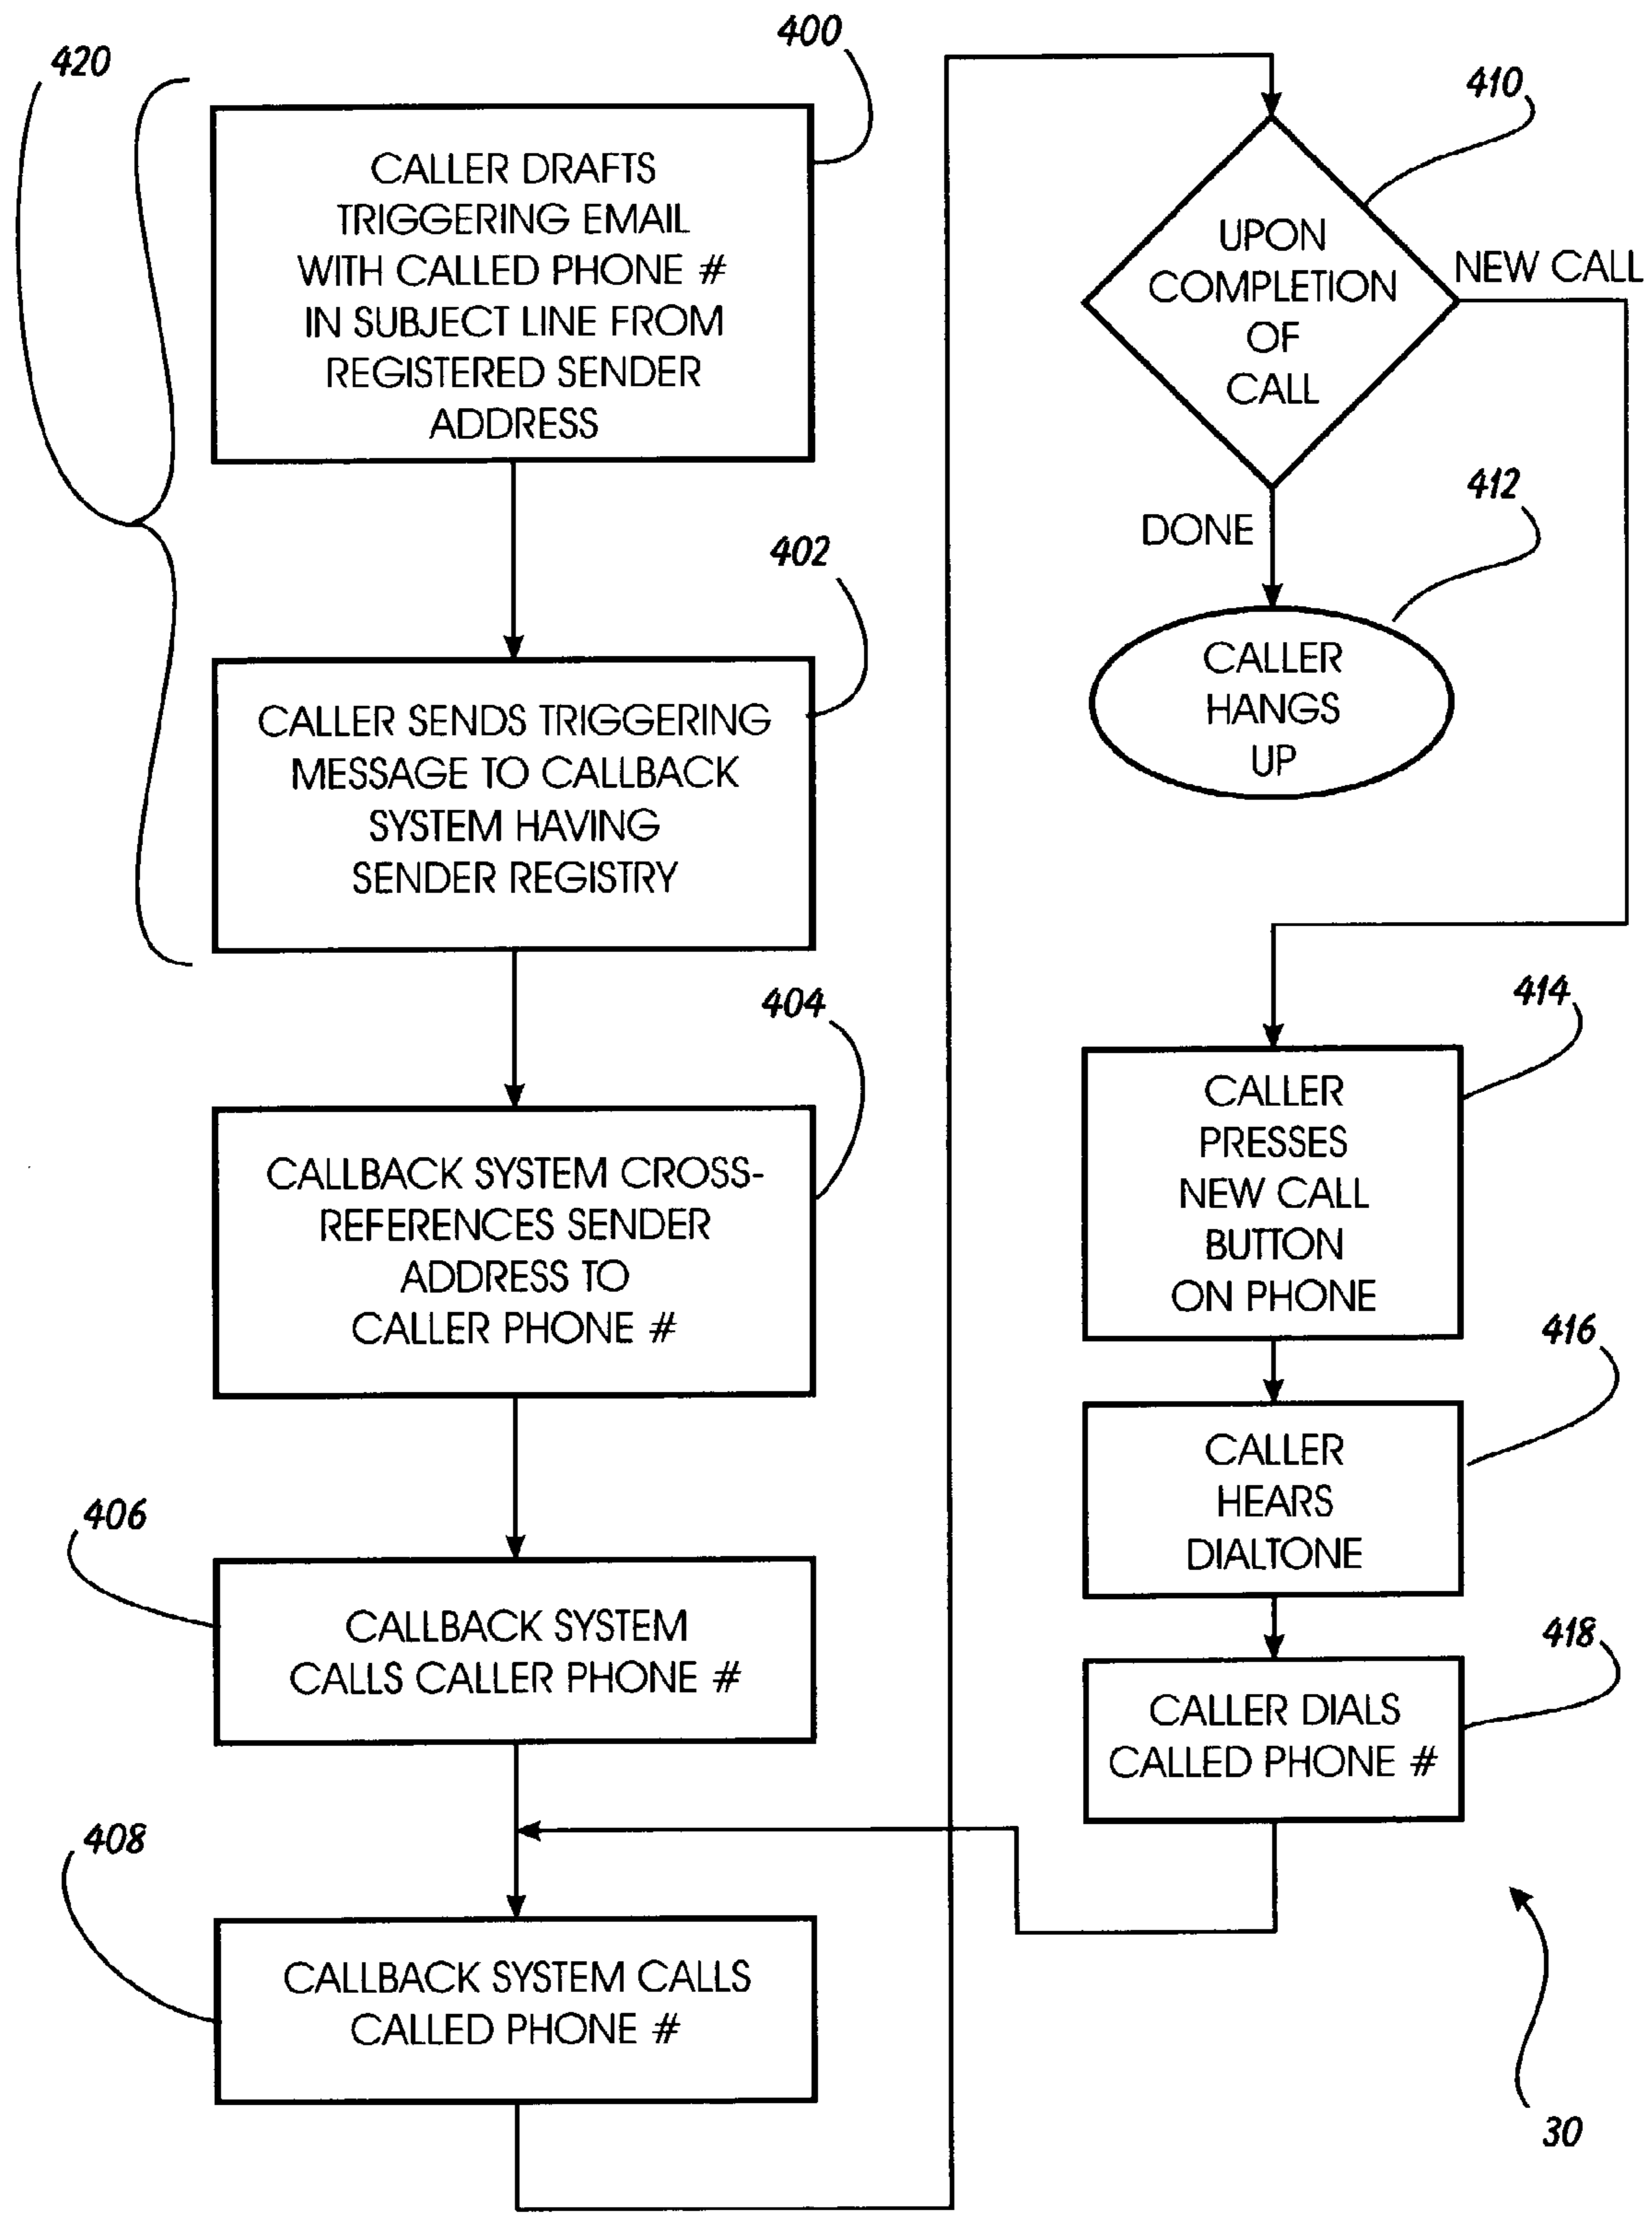 420
400
CALLER DRAFTS
TRIGGERING EMAIL
WITH CALLED PHONE #
IN SUBJECT LINE FROM
REGISTERED SENDER
ADDRESS
402
CALLER SENDS TRIGGERING
MESSAGE TO CALLBACK
SYSTEM HAVING
SENDER REGISTRY
404
CALLBACK SYSTEM CROSS-
REFERENCES SENDER
ADDRESS TO
CALLER PHONE #
406
CALLBACK SYSTEM
CALLS CALLER PHONE #
408
CALLBACK SYSTEM CALLS
CALLED PHONE #
410
UPON
COMPLETION
OF
CALL
NEW CALL
DONE
412
CALLER
HANGS
UP
414
CALLER
PRESSES
NEW CALL
BUTTON
ON PHONE
416
CALLER
HEARS
DIALTONE
418
CALLER DIALS
CALLED PHONE #
30